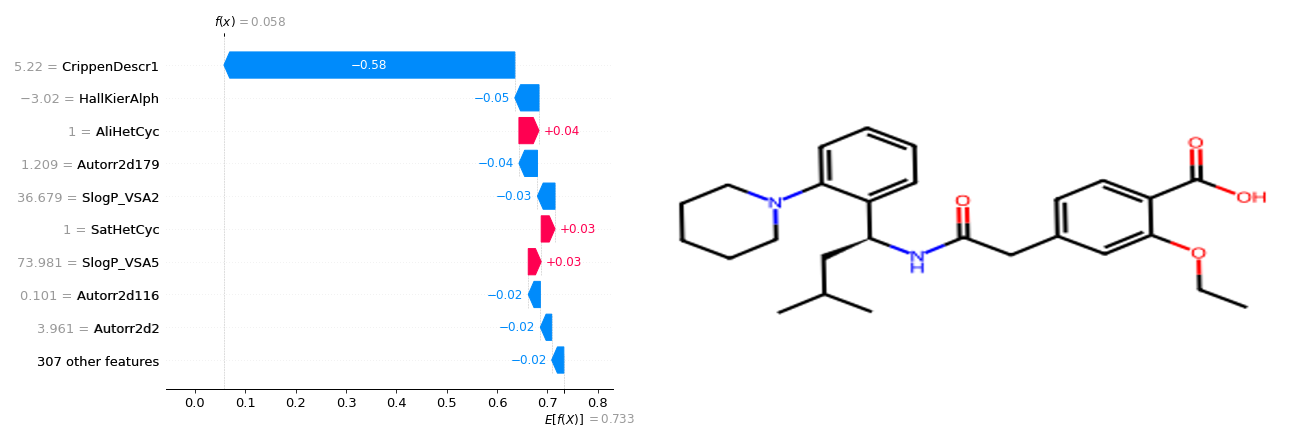 f(x) = 0.058
5.22 = CrippenDescr1
−0.58
−3.02 = HallKierAlph
−0.05
1 = AliHetCyc
+0.04
1.209 = Autorr2d179
−0.04
36.679 = SlogP_VSA2
−0.03
1 = SatHetCyc
+0.03
73.981 = SlogP_VSA5
+0.03
0.101 = Autorr2d116
−0.02
3.961 = Autorr2d2
−0.02
307 other features
−0.02
0.0 0.1 0.2 0.3 0.4 0.5 0.6 0.7 0.8
E[f(X)] = 0.733
N
O
N
H
O
OH
O